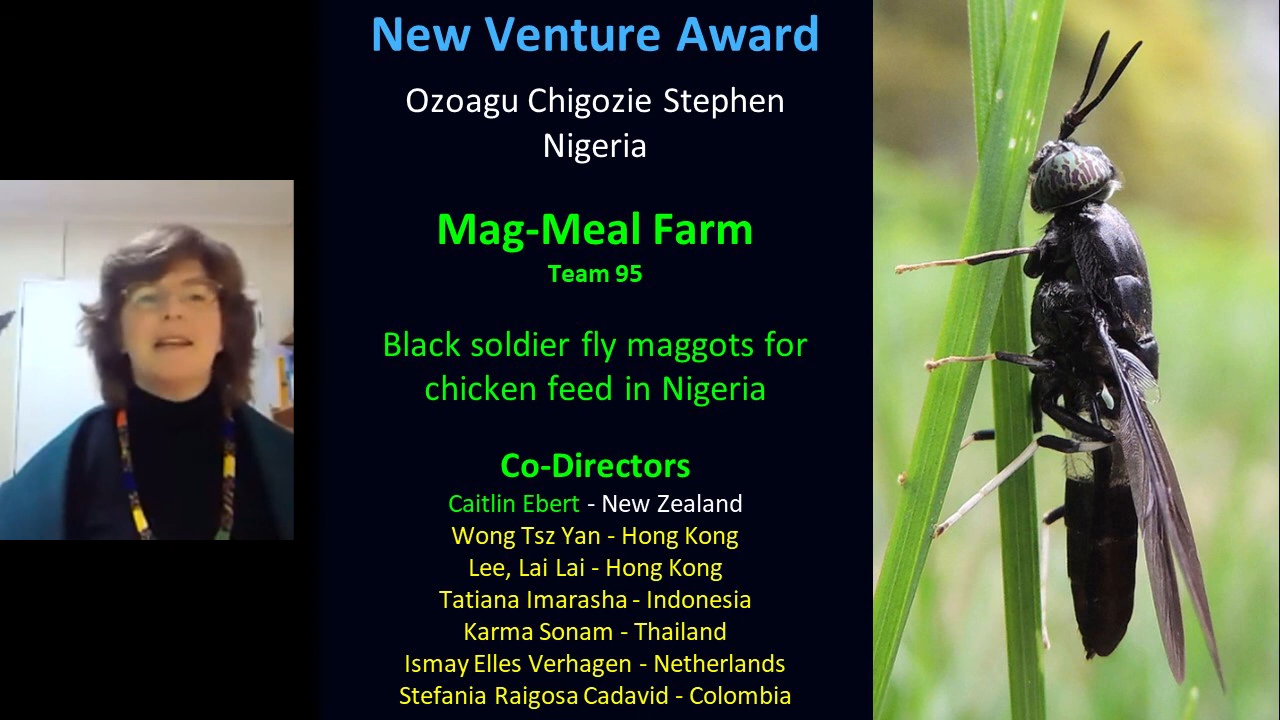 New Venture Award
Ozoagu Chigozie Stephen
Nigeria
Mag-Meal Farm
Team 95
Black soldier fly maggots for
chicken feed in Nigeria
Co-Directors
Caitlin Ebert - New Zealand
Wong Tsz Yan - Hong Kong
Lee, Lai Lai - Hong Kong
Tatiana Imarasha - Indonesia
Karma Sonam - Thailand
Ismay Elles Verhagen - Netherlands
Stefania Raigosa Cadavid - Colombia